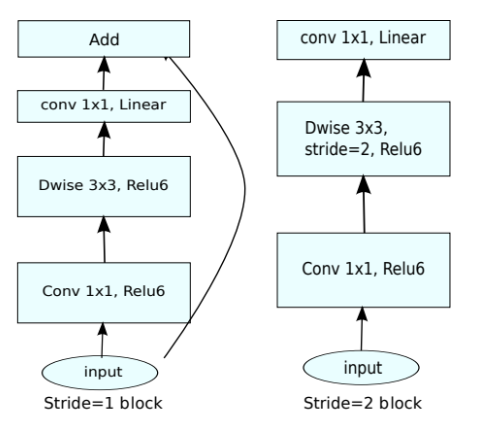 Add
conv 1x1, Linear
Dwise 3x3, Relu6
Conv 1x1, Relu6
input
Stride=1 block
conv 1x1, Linear
Dwise 3x3,
stride=2, Relu6
Conv 1x1, Relu6
input
Stride=2 block